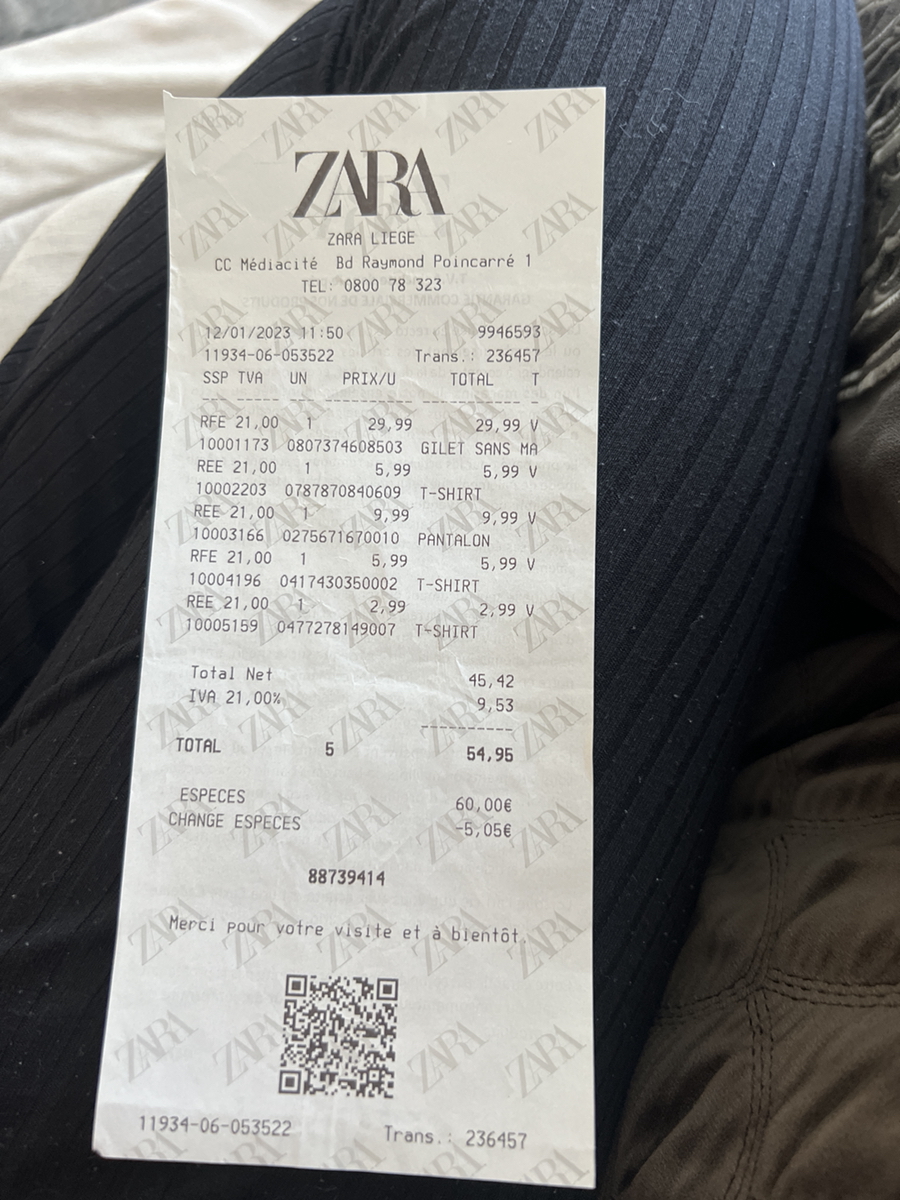 ZARA
ZARA LIEGE
CC Médiacité Bd Raymond Poincarré 1
TEL: 0800 78 323
12/01/2023 11:50 9946593
11934-06-053522 Trans.: 236457
SSP TVA UN PRIX/U TOTAL T
--- ----- -- ---------- ---------- -
RFE 21,00 1 29,99 29,99 V
10001173 0807374608503 GILET SANS MA
REE 21,00 1 5,99 5,99 V
10002203 0787870840609 T-SHIRT
REE 21,00 1 9,99 9,99 V
10003166 0275671670010 PANTALON
RFE 21,00 1 5,99 5,99 V
10004196 0417430350002 T-SHIRT
REE 21,00 1 2,99 2,99 V
10005159 0477278149007 T-SHIRT
Total Net 45,42
IVA 21,00% 9,53
----------
TOTAL 5 54,95
ESPECES 60,00€
CHANGE ESPECES -5,05€
88739414
Merci pour votre visite et à bientôt.
11934-06-053522 Trans.: 236457